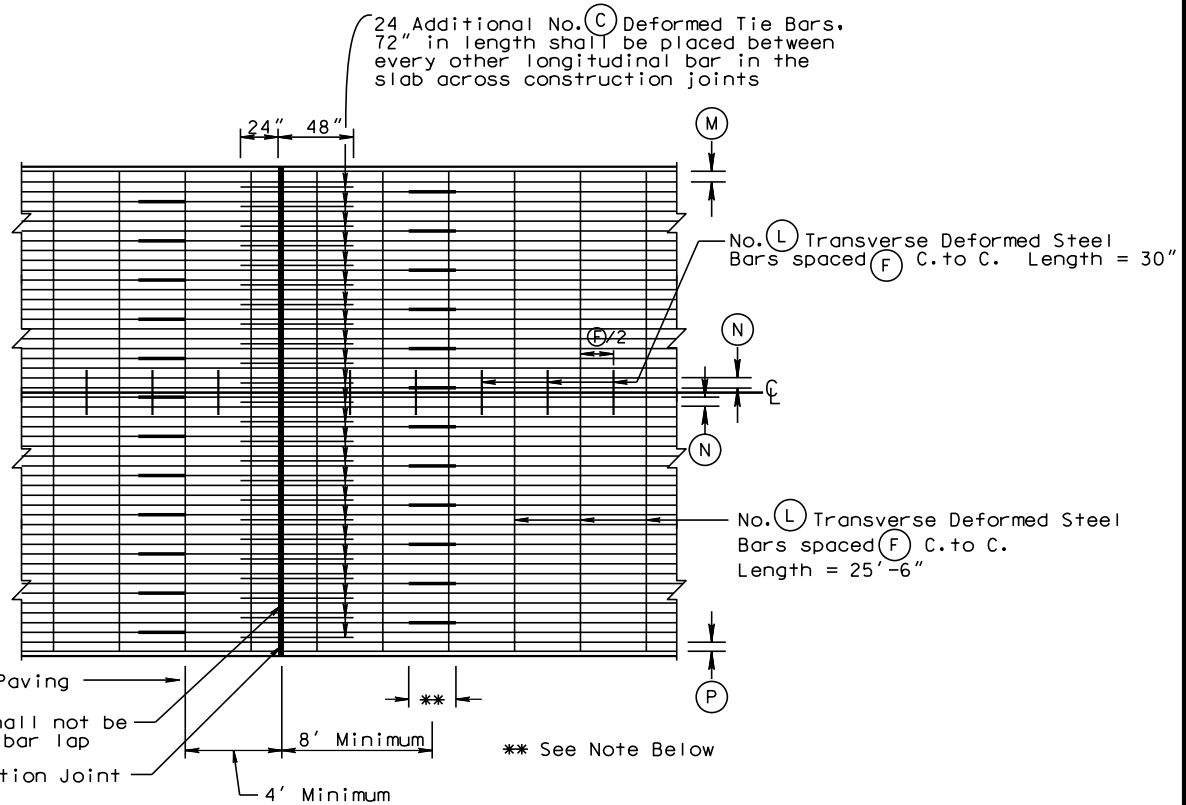 24 Additional No. C Deformed Tie Bars.
72" in length shall be placed between
every other longitudinal bar in the
slab across construction joints
24" 48"
M
No. L Transverse Deformed Steel
Bars spaced F C. to C. Length = 30"
F/2
N
℄
N
No. L Transverse Deformed Steel
Bars spaced F C. to C.
Length = 25'-6"
P
Paving
hall not be
bar lap
tion Joint
**
8' Minimum
** See Note Below
4' Minimum